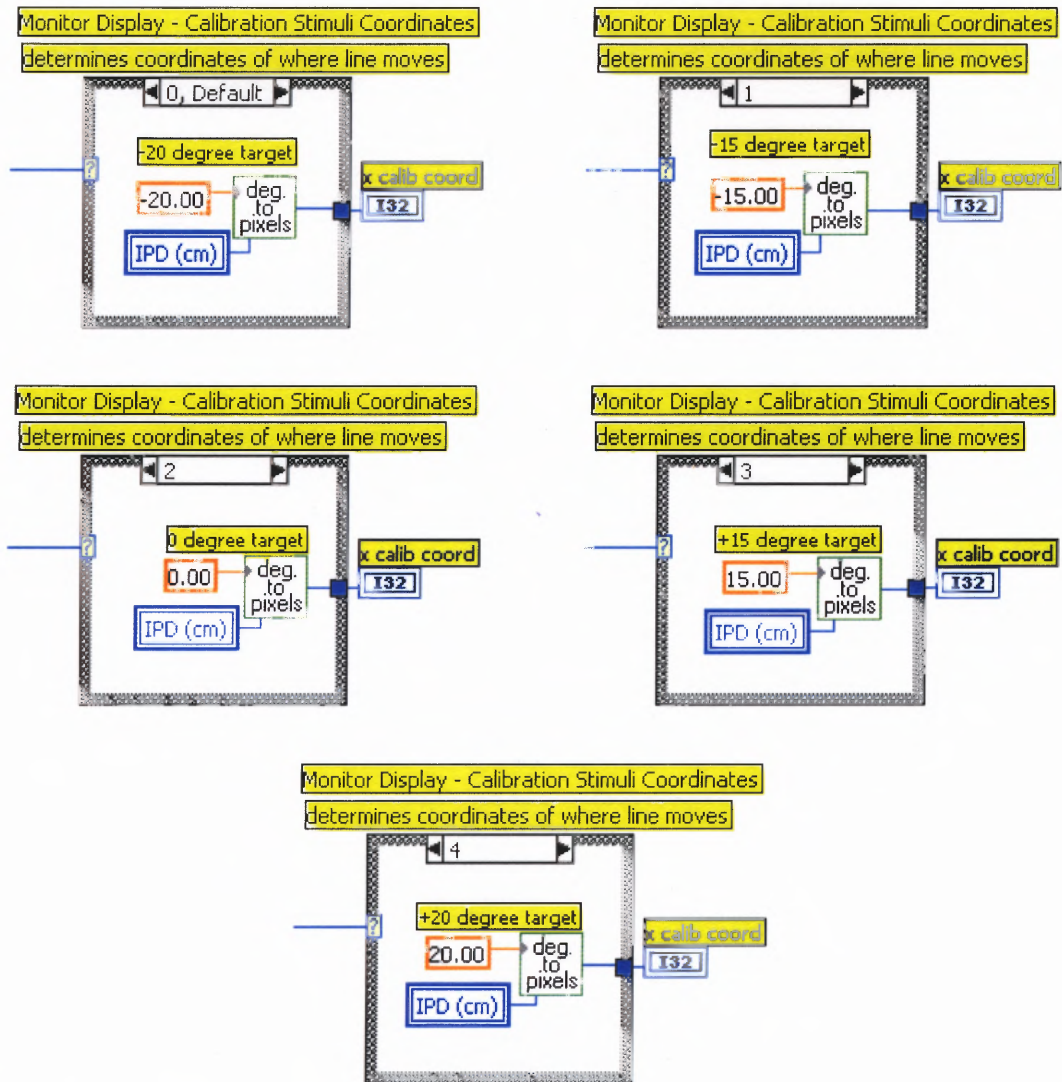 Monitor Display - Calibration Stimuli Coordinates
determines coordinates of where line moves
0, Default
-20 degree target
?
-20.00
deg.
.to
pixels
IPD (cm)
x calib coord
I32
Monitor Display - Calibration Stimuli Coordinates
determines coordinates of where line moves
1
-15 degree target
?
-15.00
deg.
.to
pixels
IPD (cm)
x calib coord
I32
Monitor Display - Calibration Stimuli Coordinates
determines coordinates of where line moves
2
0 degree target
?
0.00
deg.
.to
pixels
IPD (cm)
x calib coord
I32
Monitor Display - Calibration Stimuli Coordinates
determines coordinates of where line moves
3
+15 degree target
?
15.00
deg.
.to
pixels
IPD (cm)
x calib coord
I32
Monitor Display - Calibration Stimuli Coordinates
determines coordinates of where line moves
4
+20 degree target
?
20.00
deg.
.to
pixels
IPD (cm)
x calib coord
I32